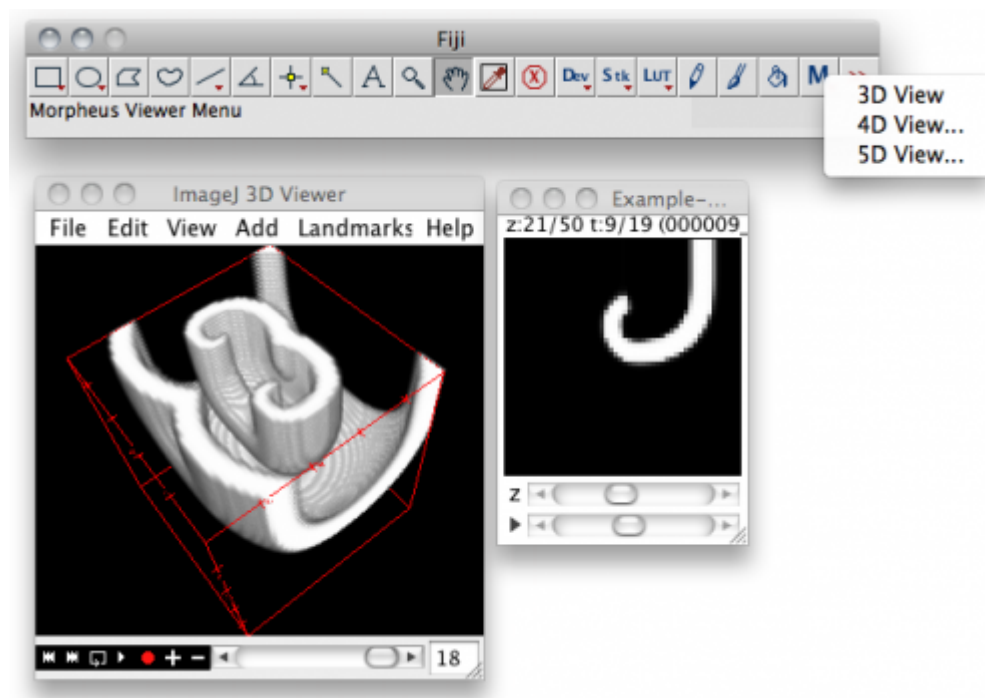 Fiji
A Dev Stk LUT M >>
Morpheus Viewer Menu
3D View
4D View...
5D View...
ImageJ 3D Viewer
File Edit View Add Landmarks Help
18
Example-...
z:21/50 t:9/19 (000009_
z